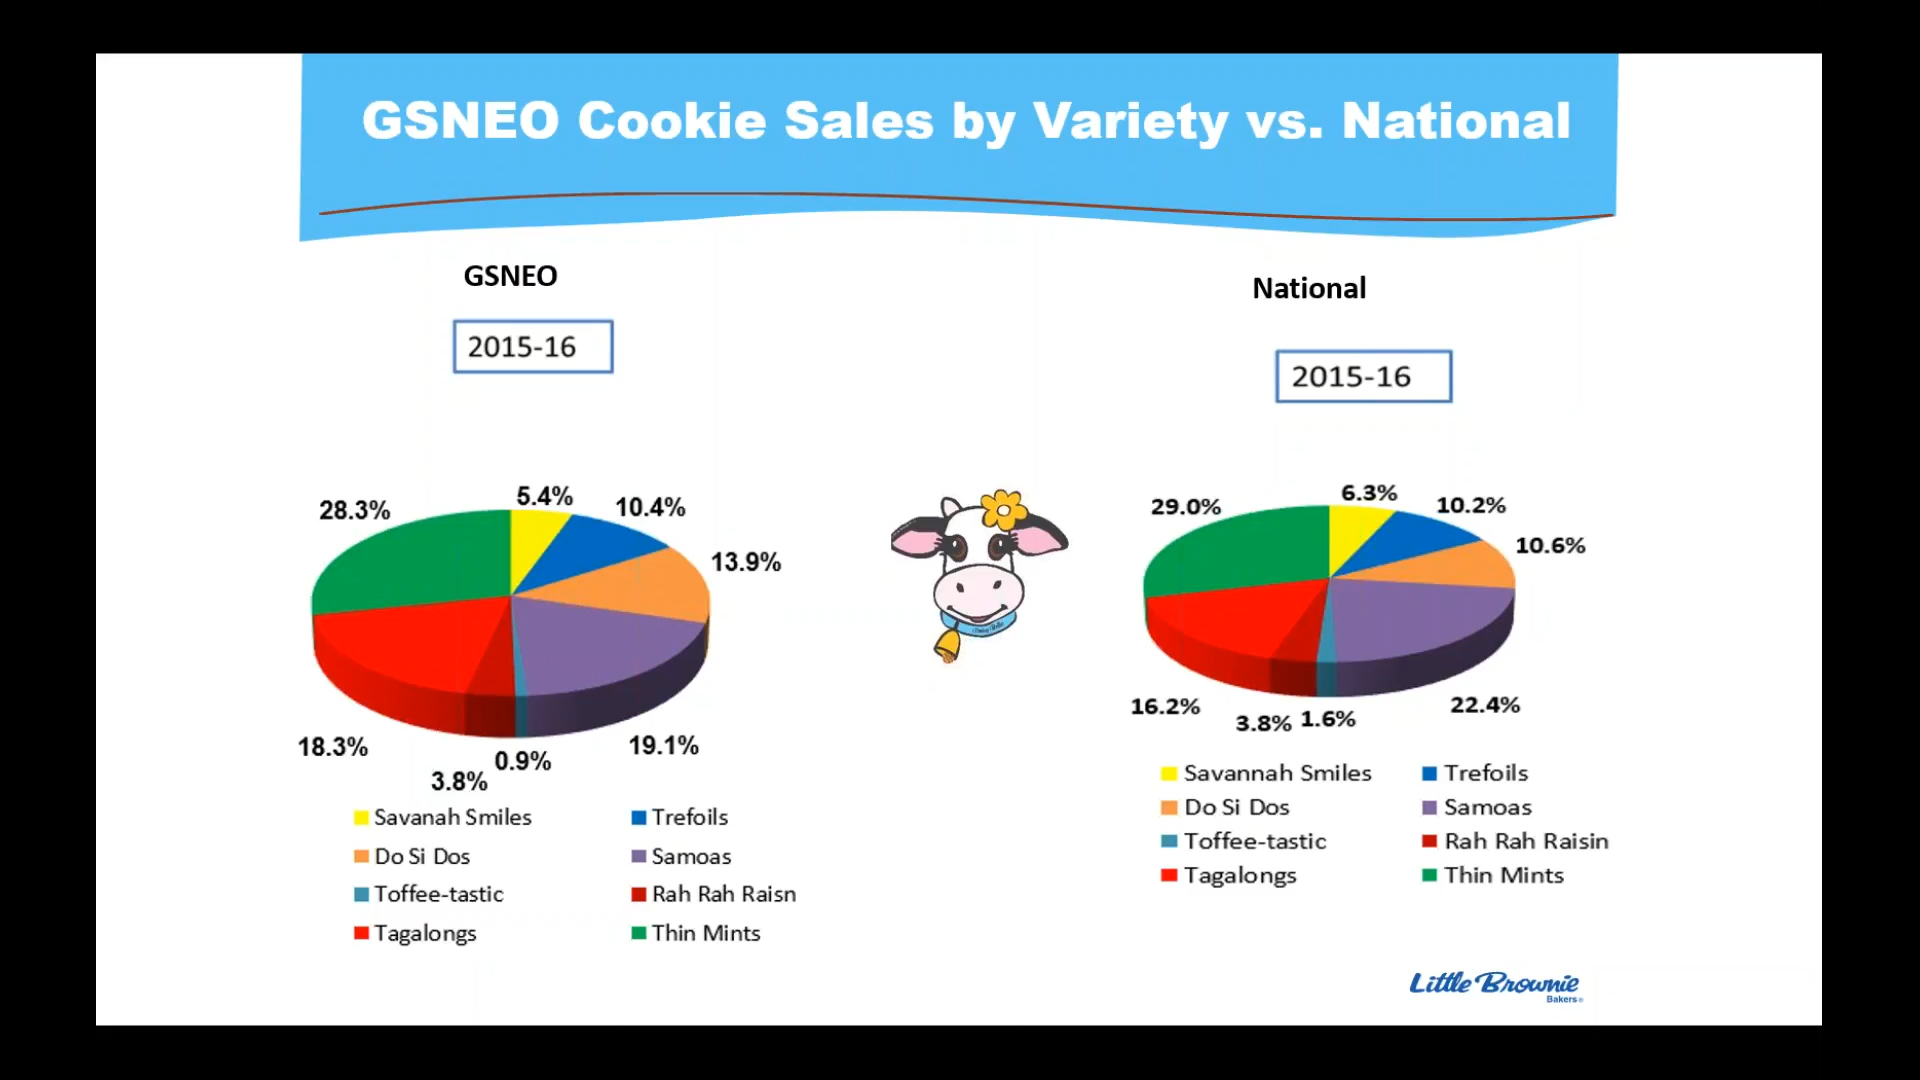 GSNEO Cookie Sales by Variety vs. National
GSNEO
2015-16
28.3%
5.4%
10.4%
13.9%
18.3%
3.8%
0.9%
19.1%
Savanah Smiles
Trefoils
Do Si Dos
Samoas
Toffee-tastic
Rah Rah Raisn
Tagalongs
Thin Mints
National
2015-16
29.0%
6.3%
10.2%
10.6%
16.2%
3.8%
1.6%
22.4%
Savannah Smiles
Trefoils
Do Si Dos
Samoas
Toffee-tastic
Rah Rah Raisin
Tagalongs
Thin Mints
Little Brownie
Bakers®